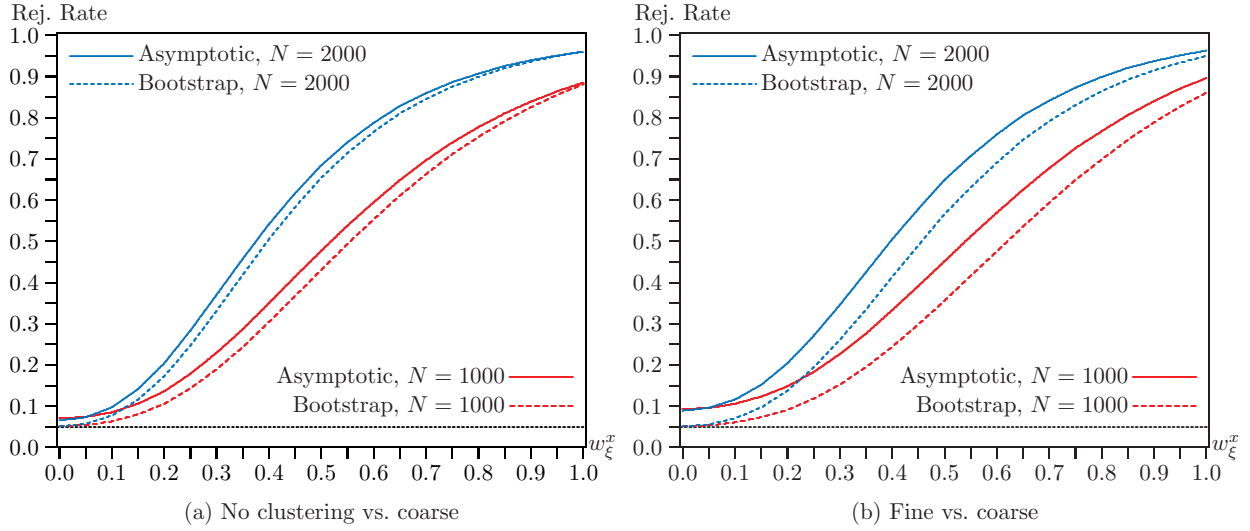 Rej. Rate
1.0
0.9
0.8
0.7
0.6
0.5
0.4
0.3
0.2
0.1
0.0
Asymptotic, N = 2000
Bootstrap, N = 2000
Asymptotic, N = 1000
Bootstrap, N = 1000
w_ξ^x
0.0 0.1 0.2 0.3 0.4 0.5 0.6 0.7 0.8 0.9 1.0
(a) No clustering vs. coarse
Rej. Rate
1.0
0.9
0.8
0.7
0.6
0.5
0.4
0.3
0.2
0.1
0.0
Asymptotic, N = 2000
Bootstrap, N = 2000
Asymptotic, N = 1000
Bootstrap, N = 1000
w_ξ^x
0.0 0.1 0.2 0.3 0.4 0.5 0.6 0.7 0.8 0.9 1.0
(b) Fine vs. coarse